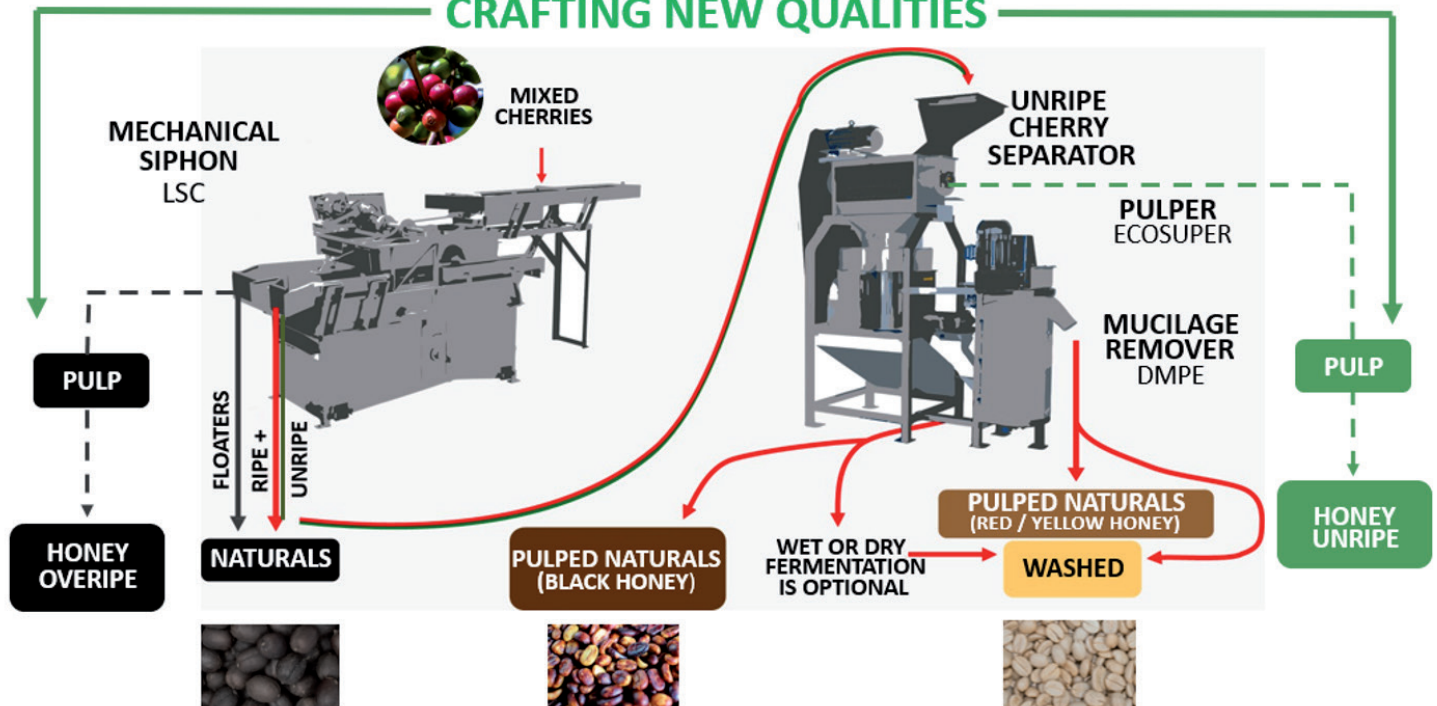 CRAFTING NEW QUALITIES
MIXED
CHERRIES
MECHANICAL
SIPHON
LSC
UNRIPE
CHERRY
SEPARATOR
PULPER
ECOSUPER
MUCILAGE
REMOVER
DMPE
PULP
PULP
FLOATERS
RIPE +
UNRIPE
HONEY
OVERIPE
NATURALS
PULPED NATURALS
(BLACK HONEY)
WET OR DRY
FERMENTATION
IS OPTIONAL
PULPED NATURALS
(RED / YELLOW HONEY)
WASHED
HONEY
UNRIPE